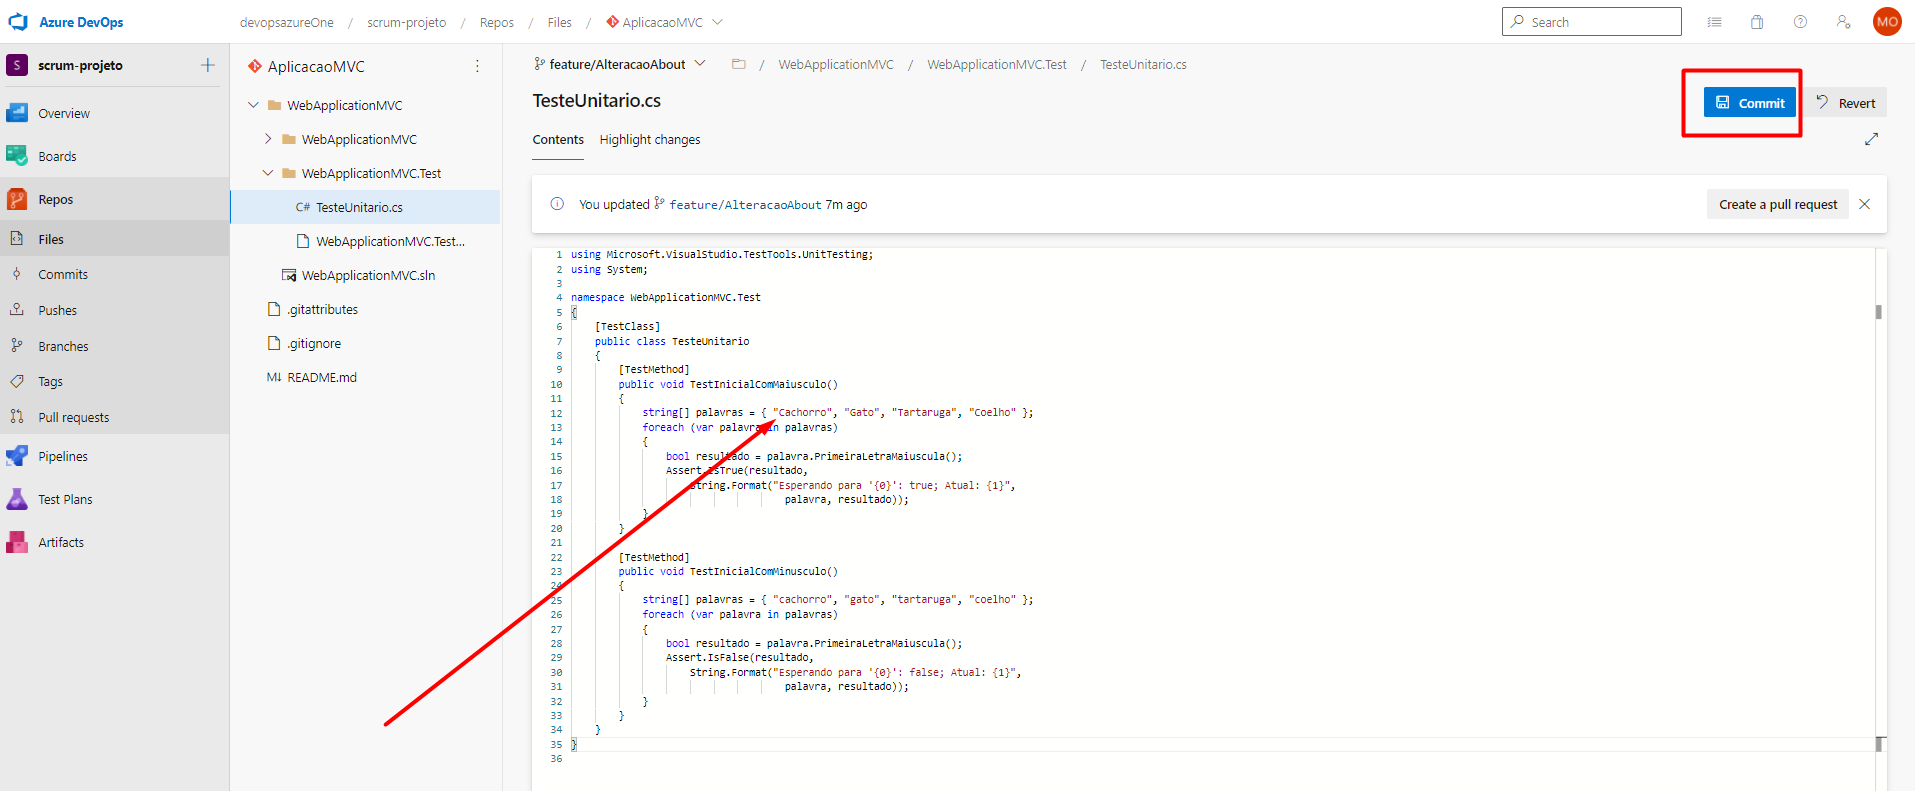 Azure DevOps
devopsazureOne / scrum-projeto / Repos / Files / AplicacaoMVC
Search
MO
S scrum-projeto
Overview
Boards
Repos
Files
Commits
Pushes
Branches
Tags
Pull requests
Pipelines
Test Plans
Artifacts
AplicacaoMVC
WebApplicationMVC
WebApplicationMVC
WebApplicationMVC.Test
C# TesteUnitario.cs
WebApplicationMVC.Test...
WebApplicationMVC.sln
.gitattributes
.gitignore
M↓ README.md
feature/AlteracaoAbout / WebApplicationMVC / WebApplicationMVC.Test / TesteUnitario.cs
TesteUnitario.cs
Commit
Revert
Contents Highlight changes
You updated feature/AlteracaoAbout 7m ago
Create a pull request
1 using Microsoft.VisualStudio.TestTools.UnitTesting;
2 using System;
3
4 namespace WebApplicationMVC.Test
5 {
6 [TestClass]
7 public class TesteUnitario
8 {
9 [TestMethod]
10 public void TestInicialComMaiusculo()
11 {
12 string[] palavras = { "Cachorro", "Gato", "Tartaruga", "Coelho" };
13 foreach (var palavra in palavras)
14 {
15 bool resultado = palavra.PrimeiraLetraMaiuscula();
16 Assert.IsTrue(resultado,
17 String.Format("Esperando para '{0}': true; Atual: {1}",
18 palavra, resultado));
19 }
20 }
21
22 [TestMethod]
23 public void TestInicialComMinusculo()
24 {
25 string[] palavras = { "cachorro", "gato", "tartaruga", "coelho" };
26 foreach (var palavra in palavras)
27 {
28 bool resultado = palavra.PrimeiraLetraMaiuscula();
29 Assert.IsFalse(resultado,
30 String.Format("Esperando para '{0}': false; Atual: {1}",
31 palavra, resultado));
32 }
33 }
34 }
35 }
36